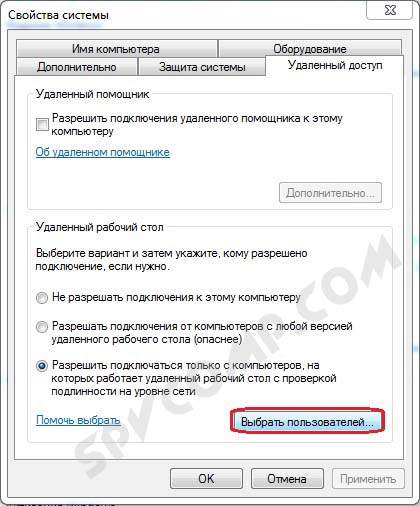 Свойства системы
Имя компьютера
Оборудование
Дополнительно
Защита системы
Удаленный доступ
Удаленный помощник
Разрешить подключения удаленного помощника к этому
компьютеру
Об удаленном помощнике
Дополнительно...
Удаленный рабочий стол
Выберите вариант и затем укажите, кому разрешено
подключение, если нужно.
Не разрешать подключения к этому компьютеру
Разрешать подключения от компьютеров с любой версией
удаленного рабочего стола (опаснее)
Разрешить подключаться только с компьютеров, на
которых работает удаленный рабочий стол с проверкой
подлинности на уровне сети
Помочь выбрать
Выбрать пользователей...
OK
Отмена
Применить
SPYCOMP.COM